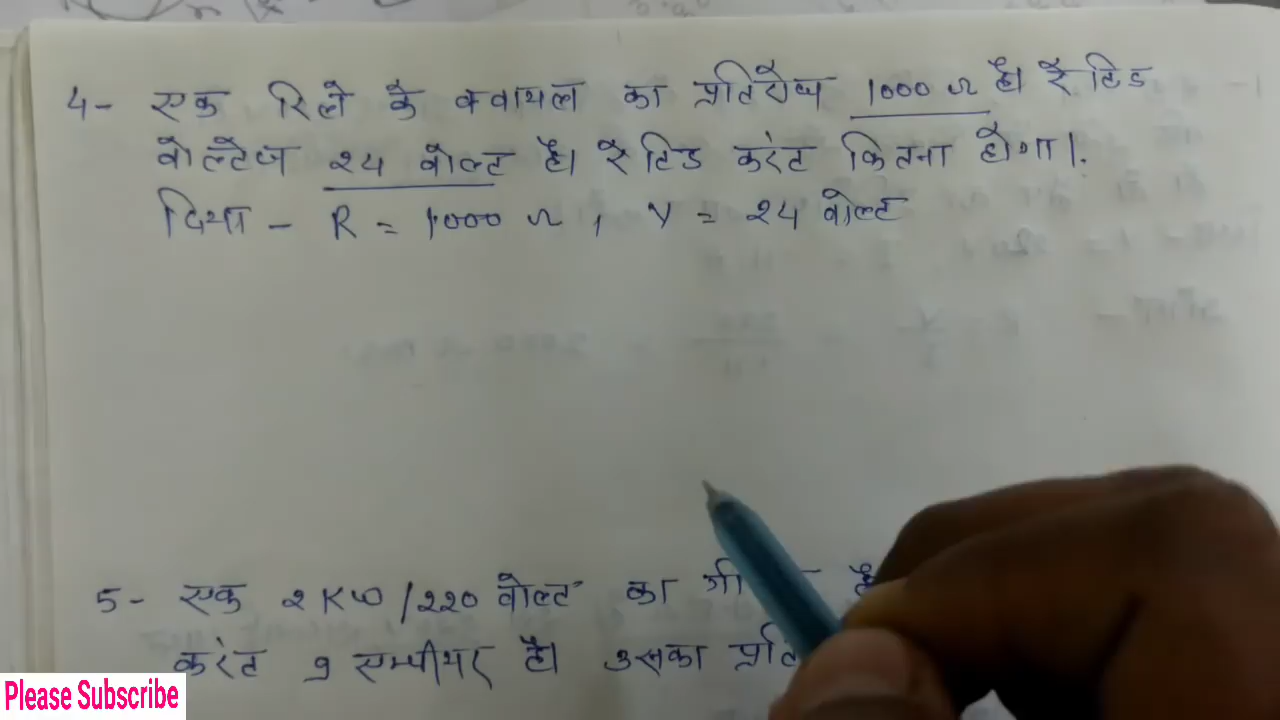 4- एक रिले के क्वायल का प्रतिरोध 1000 Ω है। रैटिड
वोल्टेज 24 वोल्ट है। रैटिड करंट कितना होगा।.
दिया - R = 1000 Ω , V = 24 वोल्ट
5- एक 2KW/220 वोल्ट का गी है
करंट 9 एम्पीयर है। उसका प्रति
Please Subscribe